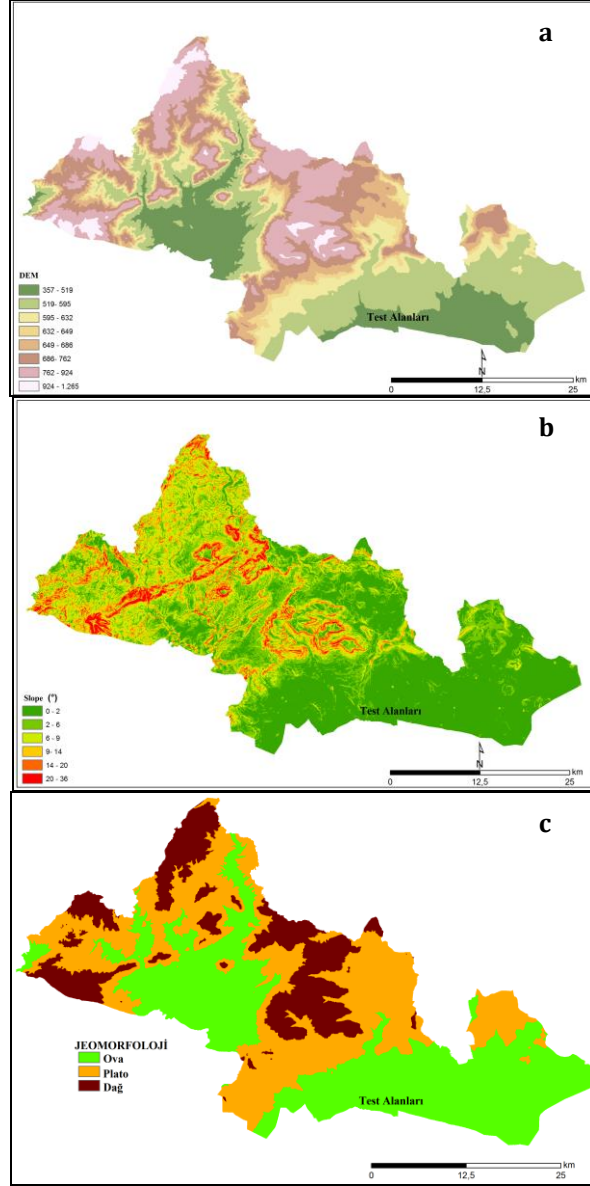 a
DEM
357 - 519
519- 595
595 - 632
632 - 649
649 - 686
686- 762
762 - 924
924 - 1.265
Test Alanları
N
km
0 12,5 25
b
Slope (°)
0 - 2
2 - 6
6 - 9
9- 14
14 - 20
20 - 36
Test Alanları
N
km
0 12,5 25
c
JEOMORFOLOJİ
Ova
Plato
Dağ
Test Alanları
km
0 12,5 25